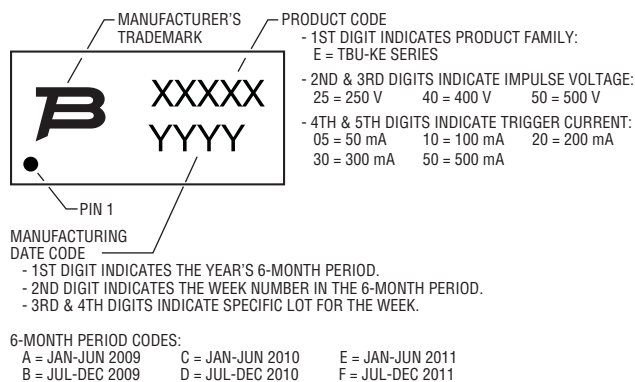 MANUFACTURER'S
TRADEMARK
PRODUCT CODE
- 1ST DIGIT INDICATES PRODUCT FAMILY:
E = TBU-KE SERIES
- 2ND & 3RD DIGITS INDICATE IMPULSE VOLTAGE:
25 = 250 V 40 = 400 V 50 = 500 V
- 4TH & 5TH DIGITS INDICATE TRIGGER CURRENT:
05 = 50 mA 10 = 100 mA 20 = 200 mA
30 = 300 mA 50 = 500 mA
XXXXX
YYYY
PIN 1
MANUFACTURING
DATE CODE
- 1ST DIGIT INDICATES THE YEAR'S 6-MONTH PERIOD.
- 2ND DIGIT INDICATES THE WEEK NUMBER IN THE 6-MONTH PERIOD.
- 3RD & 4TH DIGITS INDICATE SPECIFIC LOT FOR THE WEEK.
6-MONTH PERIOD CODES:
A = JAN-JUN 2009 C = JAN-JUN 2010 E = JAN-JUN 2011
B = JUL-DEC 2009 D = JUL-DEC 2010 F = JUL-DEC 2011